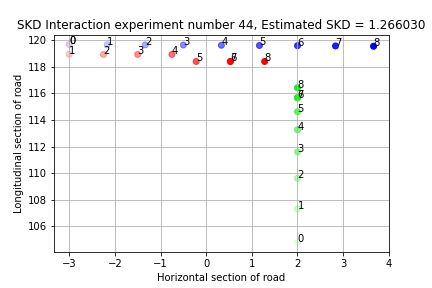 SKD Interaction experiment number 44, Estimated SKD = 1.266030
120
118
116
114
112
110
108
106
Longitudinal section of road
0 1 2 3 4 5 6 7 8
0 1 2 3 4 5 6 7 8
8
7
6
5
4
3
2
1
0
−3 −2 −1 0 1 2 3 4
Horizontal section of road